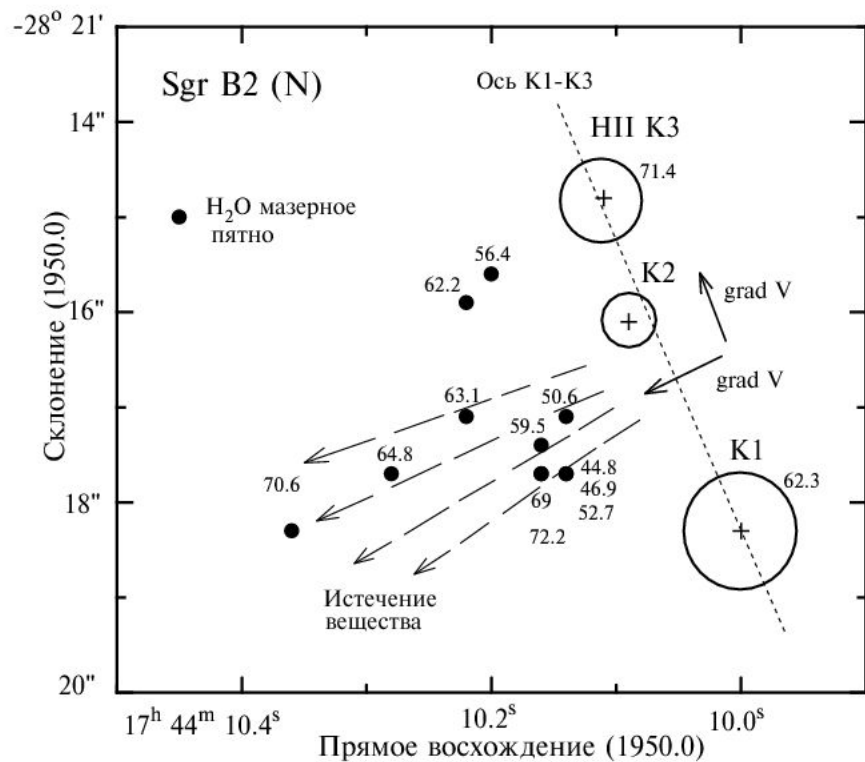 -28° 21'
Sgr B2 (N)
Ось K1-K3
HII K3
71.4
14"
H₂O мазерное
пятно
56.4
62.2
K2
grad V
16"
grad V
63.1
50.6
59.5
64.8
K1
62.3
70.6
44.8
69
46.9
52.7
72.2
18"
Истечение
вещества
20"
17ʰ 44ᵐ 10.4ˢ
10.2ˢ
10.0ˢ
Прямое восхождение (1950.0)
Склонение (1950.0)